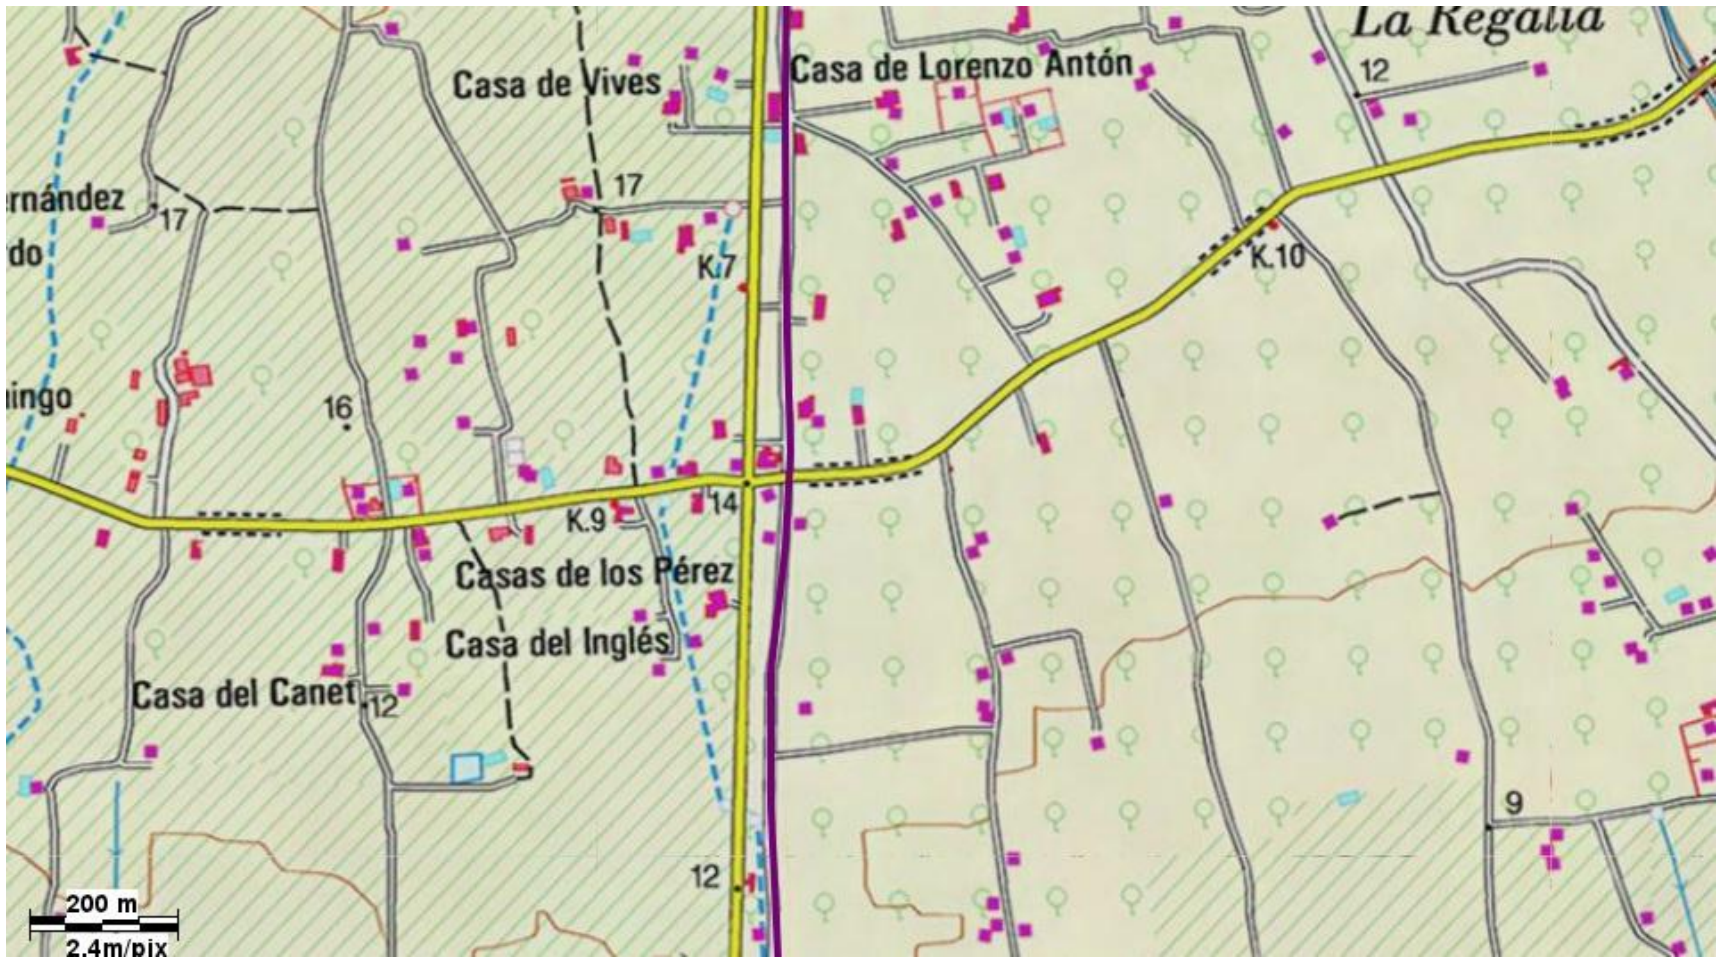 La Regalia
12
Casa de Vives
Casa de Lorenzo Antón
17
ernández
17
do
K.7
K.10
ingo
16
14
K.9
Casas de los Pérez
Casa del Inglés
Casa del Canet
12
9
12
200 m
2.4m/pix